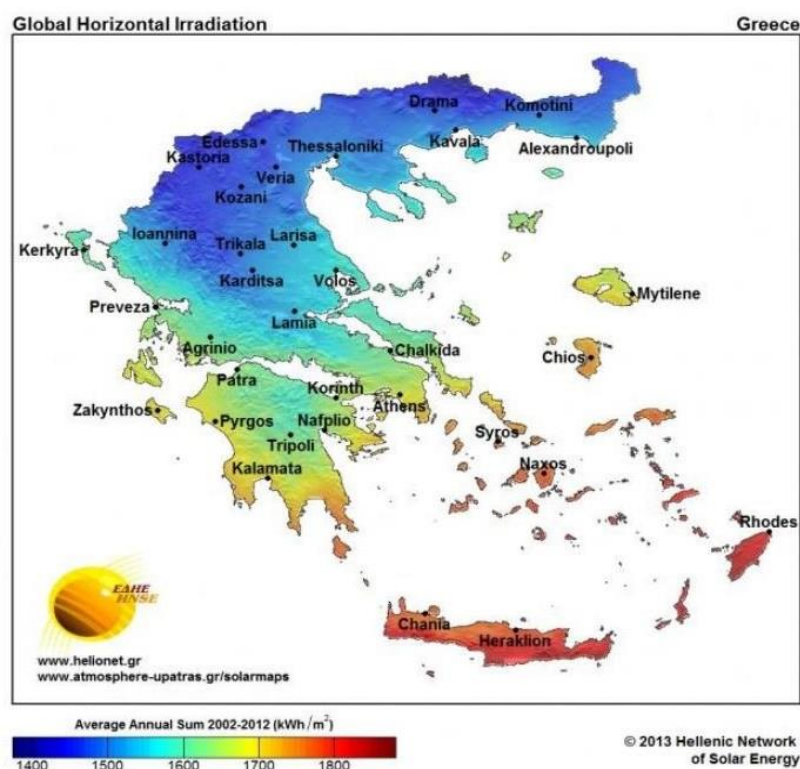 Global Horizontal Irradiation
Greece
Drama
Komotini
Edessa
Thessaloniki
Kavala
Alexandroupoli
Kastoria
Veria
Kozani
Ioannina
Trikala
Larisa
Kerkyra
Karditsa
Volos
Mytilene
Preveza
Lamia
Agrinio
Chalkida
Chios
Patra
Korinth
Athens
Zakynthos
Pyrgos
Nafplio
Syros
Tripoli
Kalamata
Naxos
Rhodes
ΕΔΗΕ
HNSE
Chania
Heraklion
www.helionet.gr
www.atmosphere-upatras.gr/solarmaps
Average Annual Sum 2002-2012 (kWh/m²)
1400 1500 1600 1700 1800
© 2013 Hellenic Network
of Solar Energy